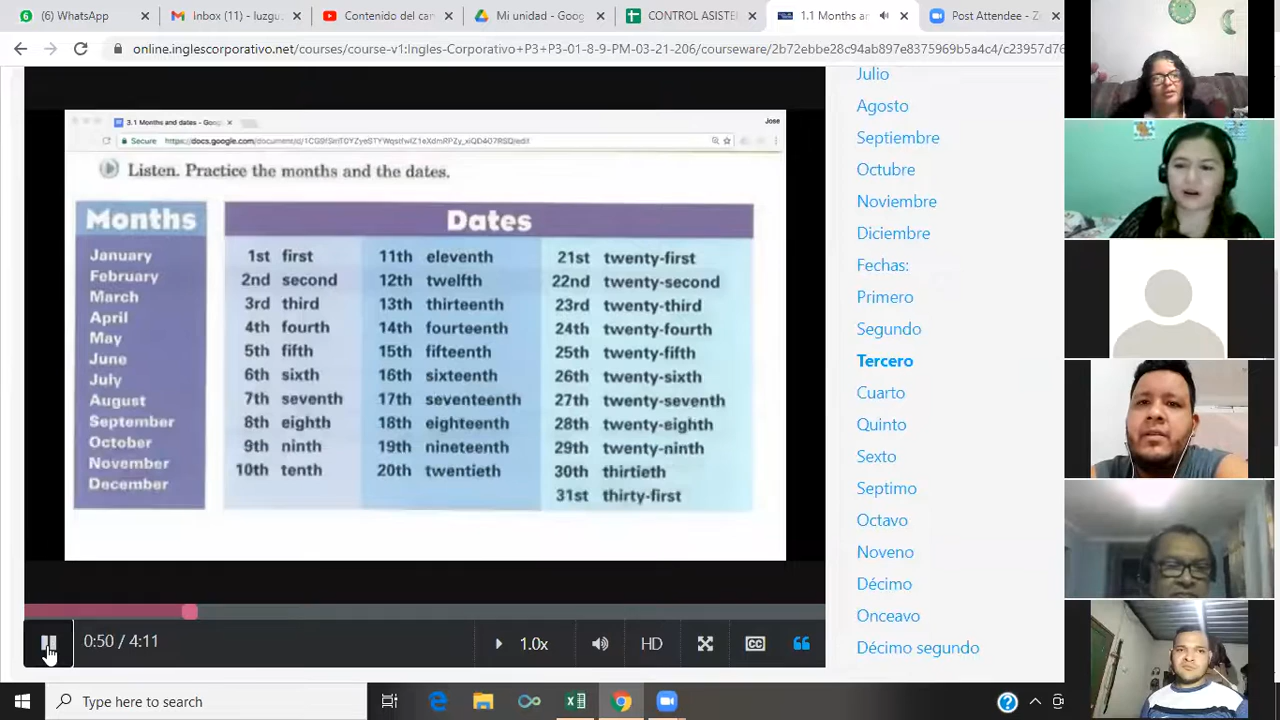 (6) WhatsApp
Inbox (11) - luzgu
Contenido del car
Mi unidad - Goog
CONTROL ASISTE
1.1 Months ar
Post Attendee - Z
online.inglescorporativo.net/courses/course-v1:Ingles-Corporativo+P3+P3-01-8-9-PM-03-21-206/courseware/2b72ebbe28c94ab897e8375969b5a4c4/c23957d76
3.1 Months and dates - Goog
Jose
Secure
Listen. Practice the months and the dates.
Months
January
February
March
April
May
June
July
August
September
October
November
December
Dates
1st first
2nd second
3rd third
4th fourth
5th fifth
6th sixth
7th seventh
8th eighth
9th ninth
10th tenth
11th eleventh
12th twelfth
13th thirteenth
14th fourteenth
15th fifteenth
16th sixteenth
17th seventeenth
18th eighteenth
19th nineteenth
20th twentieth
21st twenty-first
22nd twenty-second
23rd twenty-third
24th twenty-fourth
25th twenty-fifth
26th twenty-sixth
27th twenty-seventh
28th twenty-eighth
29th twenty-ninth
30th thirtieth
31st thirty-first
0:50 / 4:11
1.0x
HD
CC
Julio
Agosto
Septiembre
Octubre
Noviembre
Diciembre
Fechas:
Primero
Segundo
Tercero
Cuarto
Quinto
Sexto
Septimo
Octavo
Noveno
Décimo
Onceavo
Décimo segundo
Type here to search